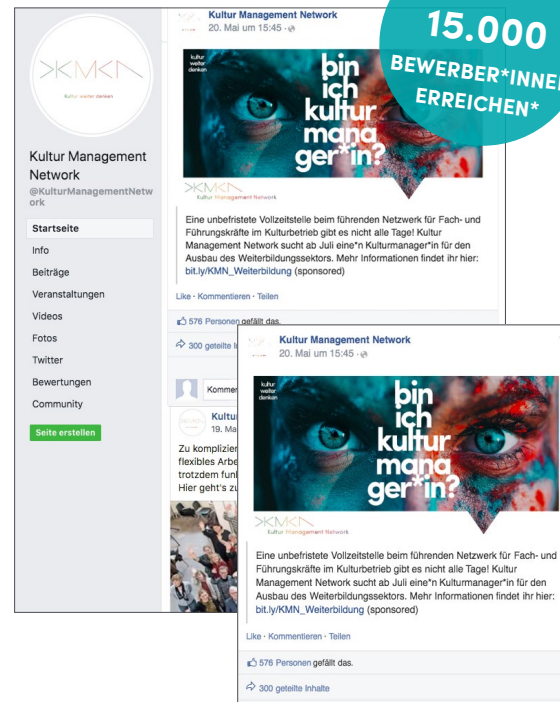 15.000
BEWERBER*INNEN
ERREICHEN*
KMN
Kultur weiter denken
Kultur Management
Network
@KulturManagementNetw
ork
Startseite
Info
Beiträge
Veranstaltungen
Videos
Fotos
Twitter
Bewertungen
Community
Seite erstellen
Kultur Management Network
20. Mai um 15:45 ·
kultur
weiter
denken
bin
ich
kultur
mana
ger*in?
KMN
Kultur Management Network
Eine unbefristete Vollzeitstelle beim führenden Netzwerk für Fach- und
Führungskräfte im Kulturbetrieb gibt es nicht alle Tage! Kultur
Management Network sucht ab Juli eine*n Kulturmanager*in für den
Ausbau des Weiterbildungssektors. Mehr Informationen findet ihr hier:
bit.ly/KMN_Weiterbildung (sponsored)
Like · Kommentieren · Teilen
576 Personen gefällt das.
300 geteilte
Kommen
Kultu
19. Ma
Zu komplizier
flexibles Arbe
trotzdem funk
Hier geht's zu
Kultur Management Network
20. Mai um 15:45 ·
kultur
weiter
denken
bin
ich
kultur
mana
ger*in?
KMN
Kultur Management Network
Eine unbefristete Vollzeitstelle beim führenden Netzwerk für Fach- und
Führungskräfte im Kulturbetrieb gibt es nicht alle Tage! Kultur
Management Network sucht ab Juli eine*n Kulturmanager*in für den
Ausbau des Weiterbildungssektors. Mehr Informationen findet ihr hier:
bit.ly/KMN_Weiterbildung (sponsored)
Like · Kommentieren · Teilen
576 Personen gefällt das.
300 geteilte Inhalte